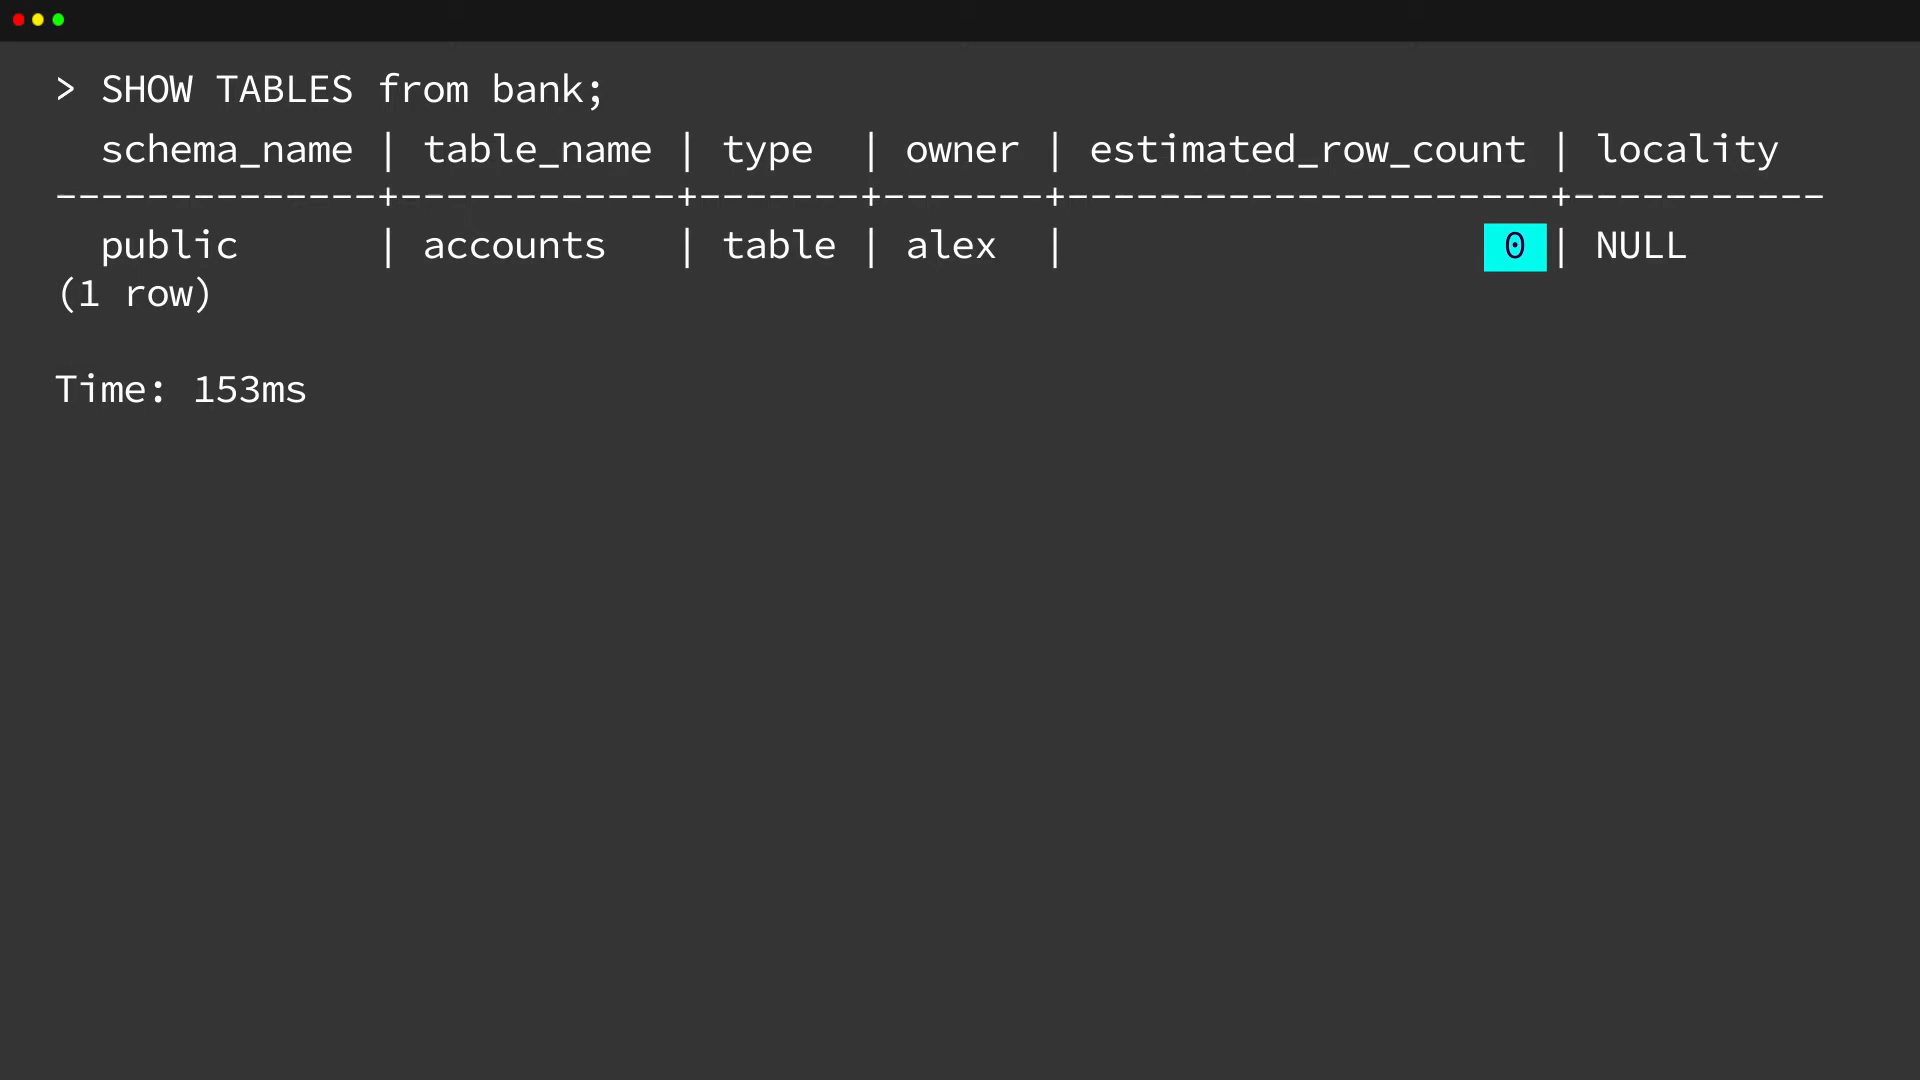 > SHOW TABLES from bank;
schema_name | table_name | type | owner | estimated_row_count | locality
--------------+------------+-------+-------+---------------------+-----------
public | accounts | table | alex | 0 | NULL
(1 row)
Time: 153ms